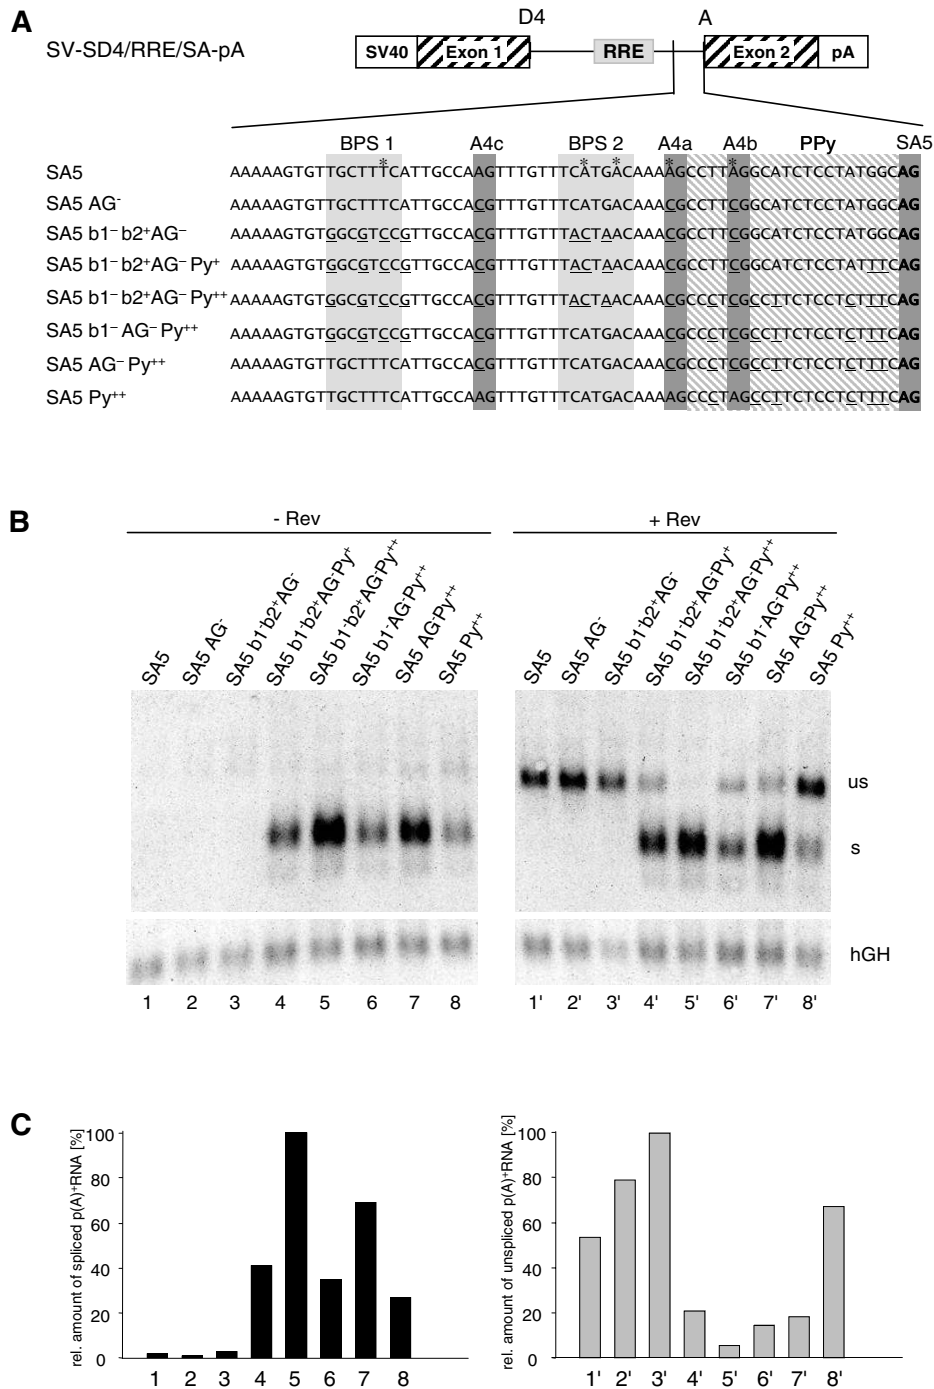 A
SV-SD4/RRE/SA-pA
D4 A
SV40 Exon 1 RRE Exon 2 pA
BPS 1 A4c BPS 2 A4a A4b PPy SA5
* * * * *
SA5 AAAAAGTGTTGCTTTCATTGCCAAGTTTGTTTCATGACAAAAGCCTTAGGCATCTCCTATGGCAG
SA5 AG⁻ AAAAAGTGTTGCTTTCATTGCCACGTTTGTTTCATGACAAACGCCTTCGGCATCTCCTATGGCAG
SA5 b1⁻ b2⁺AG⁻ AAAAAGTGTGGCGTCCGTTGCCACGTTTGTTTACTAACAAACGCCTTCGGCATCTCCTATGGCAG
SA5 b1⁻ b2⁺AG⁻ Py⁺ AAAAAGTGTGGCGTCCGTTGCCACGTTTGTTTACTAACAAACGCCTTCGGCATCTCCTATTTCAG
SA5 b1⁻ b2⁺AG⁻ Py⁺⁺ AAAAAGTGTGGCGTCCGTTGCCACGTTTGTTTACTAACAAACGCCCTCGCCTTCTCCTCTTTCAG
SA5 b1⁻ AG⁻ Py⁺⁺ AAAAAGTGTGGCGTCCGTTGCCACGTTTGTTTCATGACAAACGCCCTCGCCTTCTCCTCTTTCAG
SA5 AG⁻ Py⁺⁺ AAAAAGTGTTGCTTTCATTGCCACGTTTGTTTCATGACAAACGCCCTCGCCTTCTCCTCTTTCAG
SA5 Py⁺⁺ AAAAAGTGTTGCTTTCATTGCCAAGTTTGTTTCATGACAAAAGCCCTAGCCTTCTCCTCTTTCAG
B
- Rev + Rev
SA5 SA5 AG⁻ SA5 b1⁻b2⁺AG⁻ SA5 b1⁻b2⁺AG⁻Py⁺ SA5 b1⁻b2⁺AG⁻Py⁺⁺ SA5 b1⁻AG⁻Py⁺⁺ SA5 AG⁻Py⁺⁺ SA5 Py⁺⁺
SA5 SA5 AG⁻ SA5 b1⁻b2⁺AG⁻ SA5 b1⁻b2⁺AG⁻Py⁺ SA5 b1⁻b2⁺AG⁻Py⁺⁺ SA5 b1⁻AG⁻Py⁺⁺ SA5 AG⁻Py⁺⁺ SA5 Py⁺⁺
us
s
hGH
1 2 3 4 5 6 7 8 1' 2' 3' 4' 5' 6' 7' 8'
C
rel. amount of spliced p(A)⁺RNA [%]
100
80
60
40
20
0
1 2 3 4 5 6 7 8
rel. amount of unspliced p(A)⁺RNA [%]
100
80
60
40
20
0
1' 2' 3' 4' 5' 6' 7' 8'